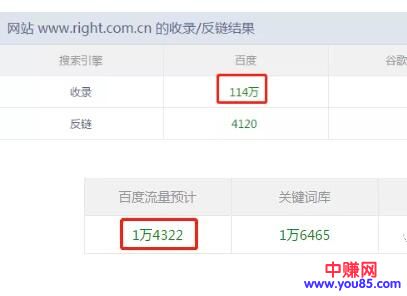 网站 www.right.com.cn 的收录/反链结果
搜索引擎 百度 谷歌
收录 114万
反链 4120
百度流量预计 关键词库
1万4322 1万6465
中赚网
www.you85.com